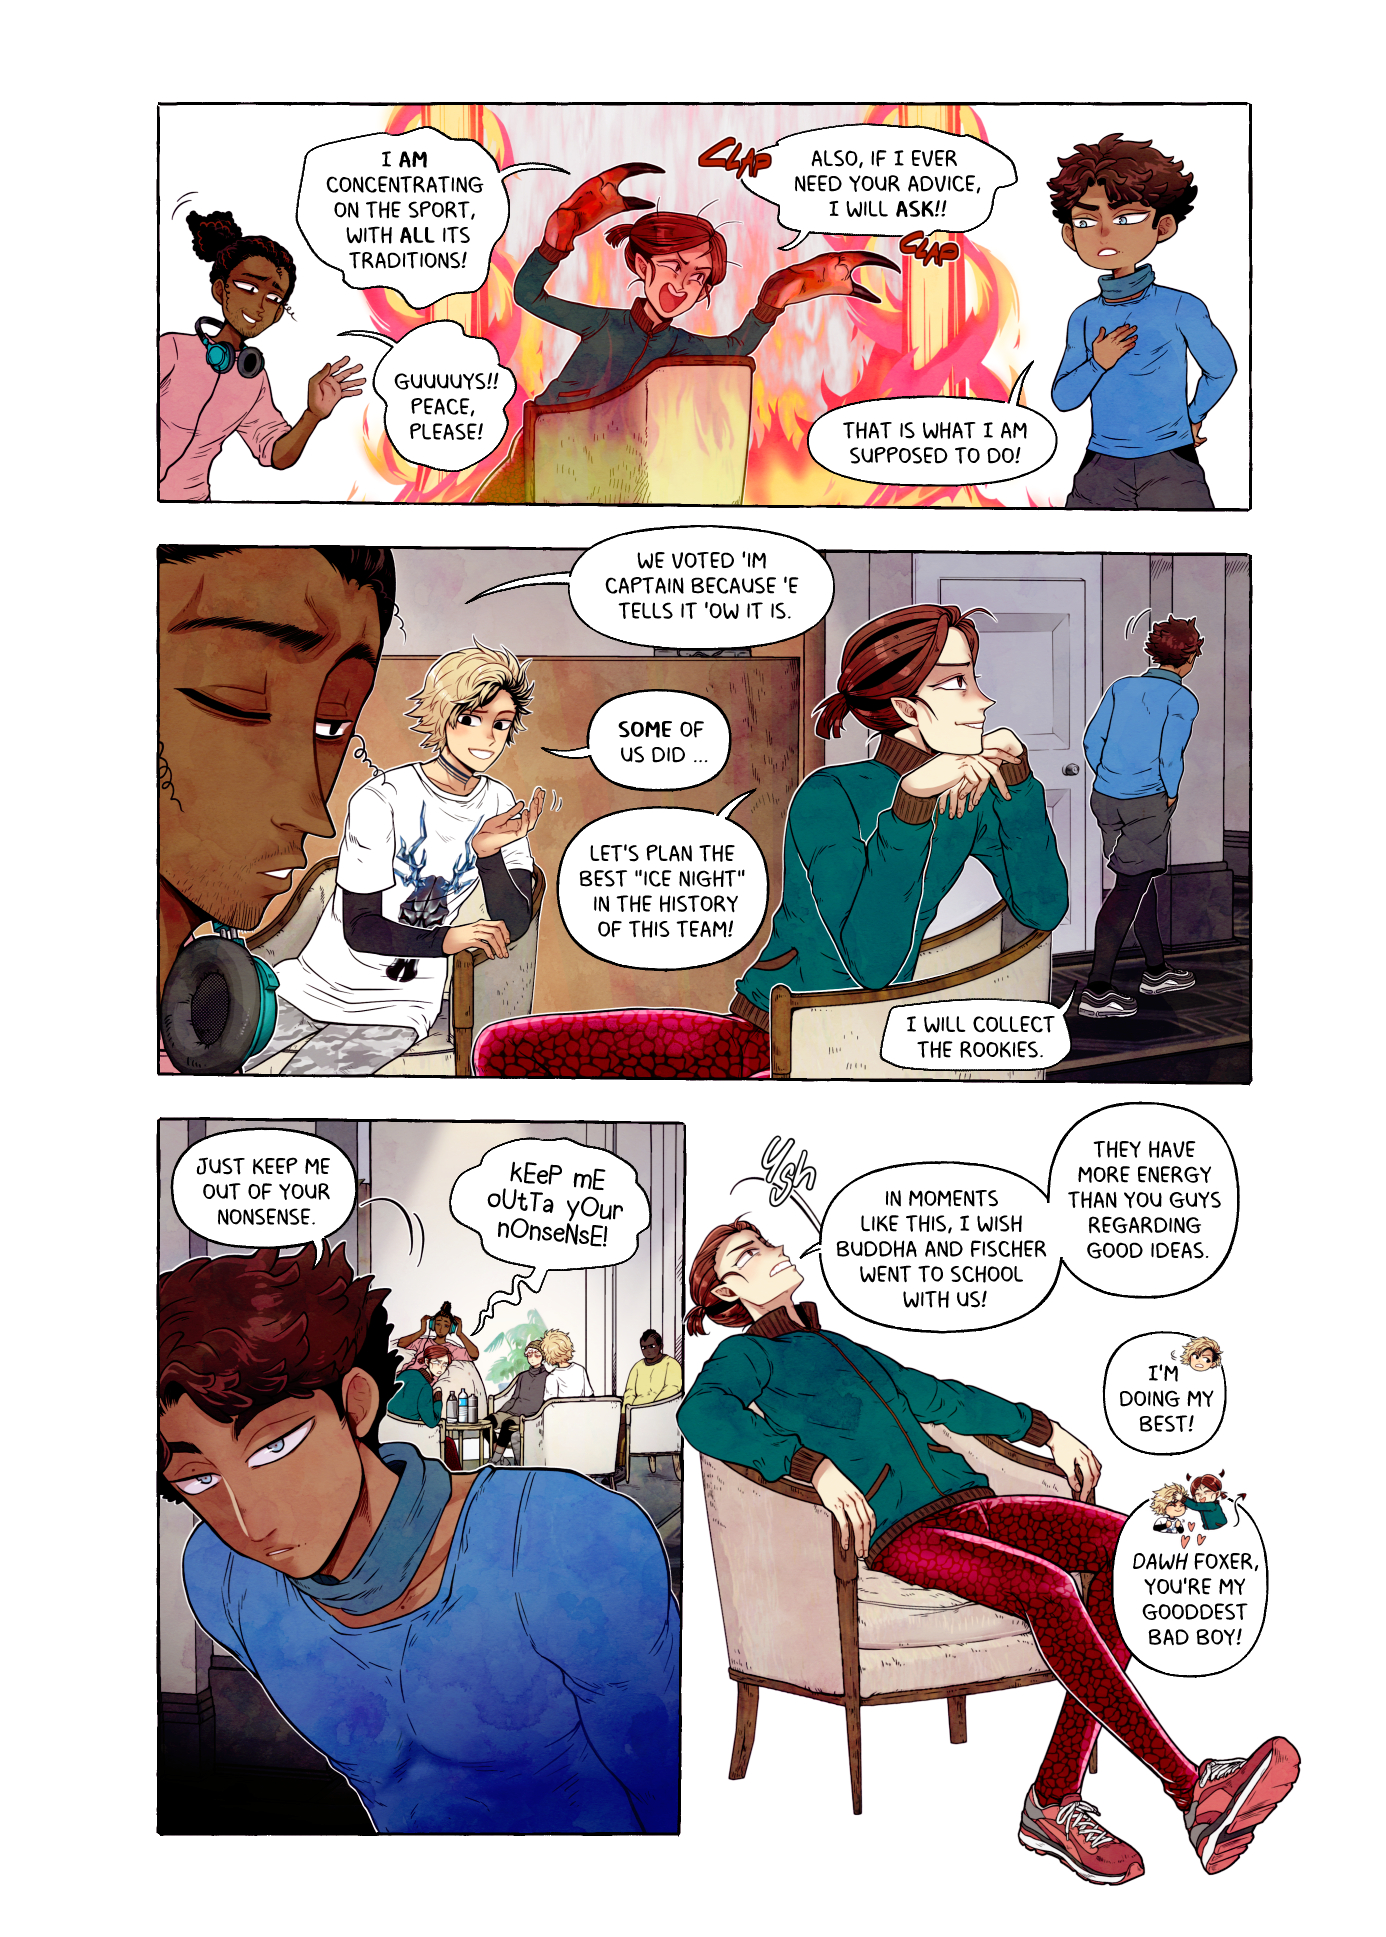 I AM
CONCENTRATING
ON THE SPORT,
WITH ALL ITS
TRADITIONS!
CLAP
ALSO, IF I EVER
NEED YOUR ADVICE,
I WILL ASK!!
CLAP
GUUUUYS!!
PEACE,
PLEASE!
THAT IS WHAT I AM
SUPPOSED TO DO!
WE VOTED 'IM
CAPTAIN BECAUSE 'E
TELLS IT 'OW IT IS.
SOME OF
US DID ...
LET'S PLAN THE
BEST "ICE NIGHT"
IN THE HISTORY
OF THIS TEAM!
I WILL COLLECT
THE ROOKIES.
JUST KEEP ME
OUT OF YOUR
NONSENSE.
kEeP mE
oUtTa yOur
nOnseNsE!
YSH
IN MOMENTS
LIKE THIS, I WISH
BUDDHA AND FISCHER
WENT TO SCHOOL
WITH US!
THEY HAVE
MORE ENERGY
THAN YOU GUYS
REGARDING
GOOD IDEAS.
I'M
DOING MY
BEST!
DAWH FOXER,
YOU'RE MY
GOODDEST
BAD BOY!